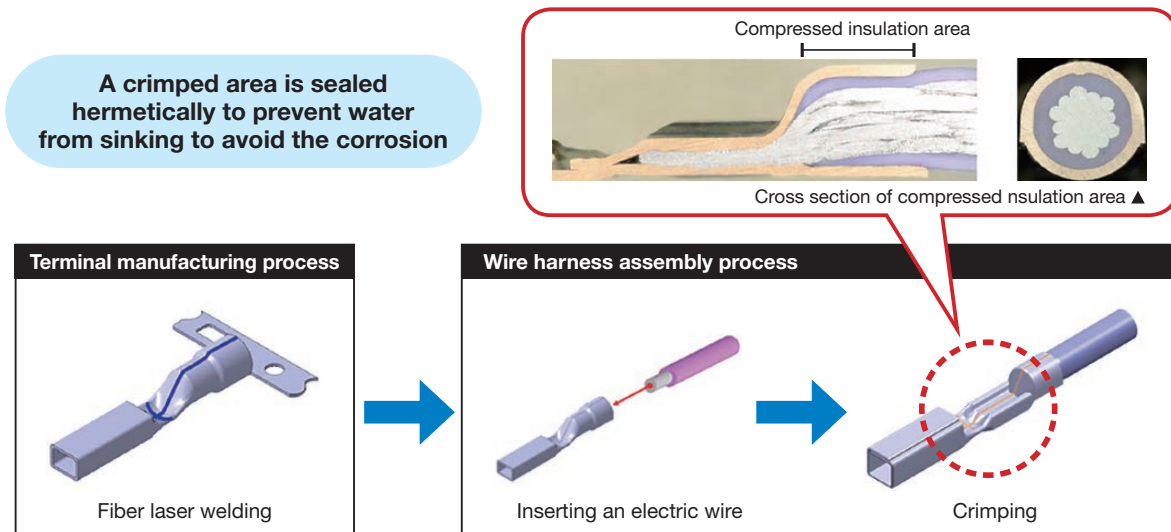 A crimped area is sealed
hermetically to prevent water
from sinking to avoid the corrosion
Compressed insulation area
Cross section of compressed nsulation area ▲
Terminal manufacturing process
Wire harness assembly process
Fiber laser welding
Inserting an electric wire
Crimping